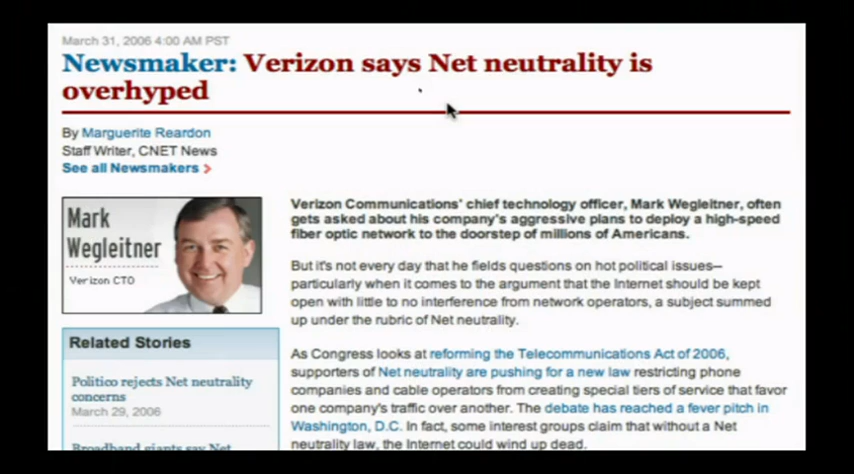 March 31, 2006 4:00 AM PST
Newsmaker: Verizon says Net neutrality is
overhyped
By Marguerite Reardon
Staff Writer, CNET News
See all Newsmakers
Mark
Wegleitner
Verizon CTO
Related Stories
Politico rejects Net neutrality
concerns
March 29, 2006
Broadband giants say Net
Verizon Communications' chief technology officer, Mark Wegleitner, often
gets asked about his company's aggressive plans to deploy a high-speed
fiber optic network to the doorstep of millions of Americans.
But it's not every day that he fields questions on hot political issues—
particularly when it comes to the argument that the Internet should be kept
open with little to no interference from network operators, a subject summed
up under the rubric of Net neutrality.
As Congress looks at reforming the Telecommunications Act of 2006,
supporters of Net neutrality are pushing for a new law restricting phone
companies and cable operators from creating special tiers of service that favor
one company's traffic over another. The debate has reached a fever pitch in
Washington, D.C. In fact, some interest groups claim that without a Net
neutrality law, the Internet could wind up dead.